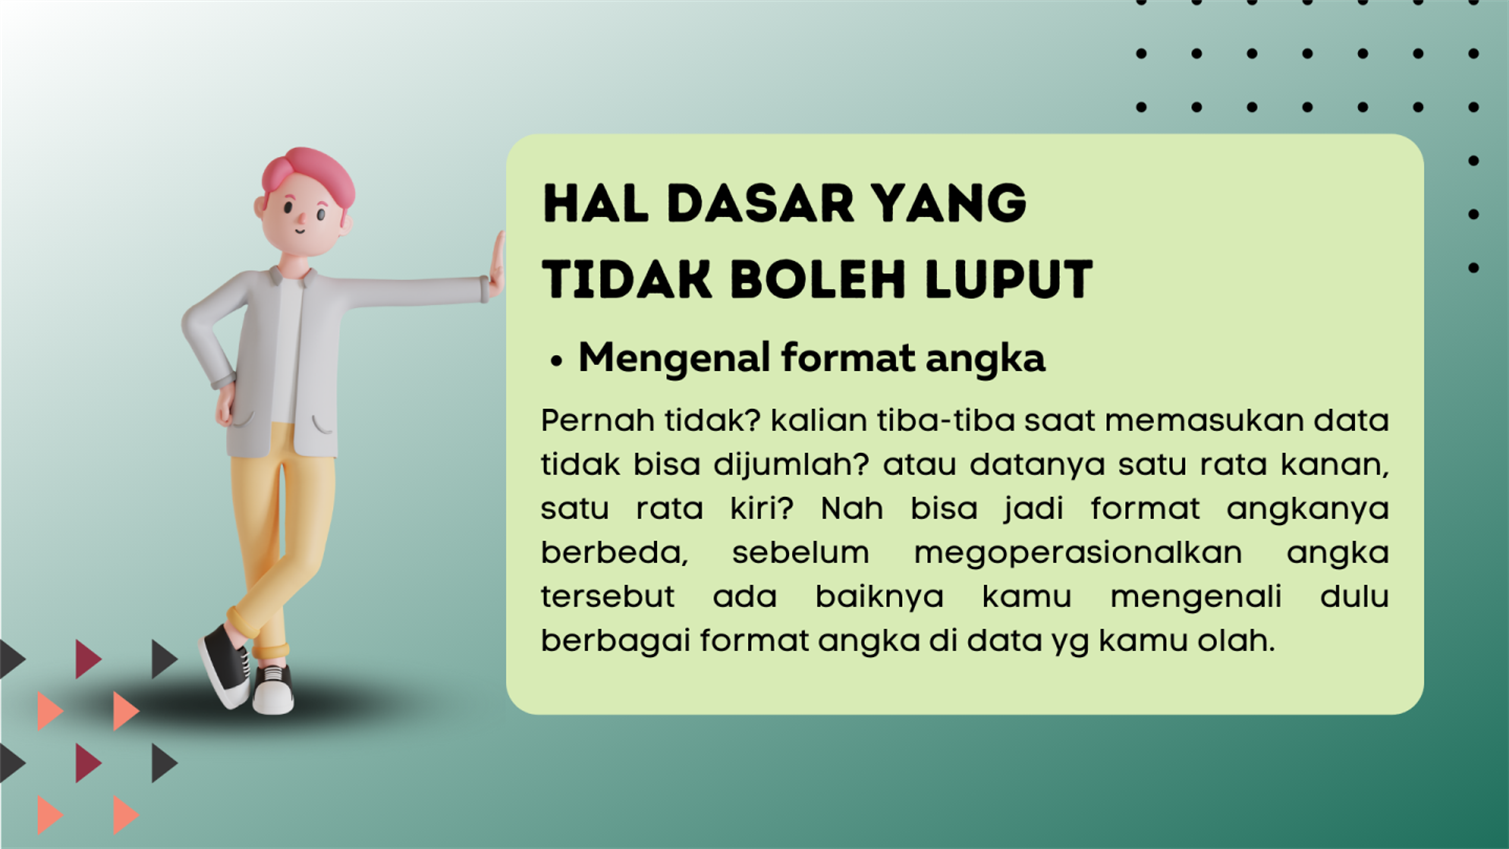 HAL DASAR YANG
TIDAK BOLEH LUPUT
• Mengenal format angka
Pernah tidak? kalian tiba-tiba saat memasukan data
tidak bisa dijumlah? atau datanya satu rata kanan,
satu rata kiri? Nah bisa jadi format angkanya
berbeda, sebelum megoperasionalkan angka
tersebut ada baiknya kamu mengenali dulu
berbagai format angka di data yg kamu olah.